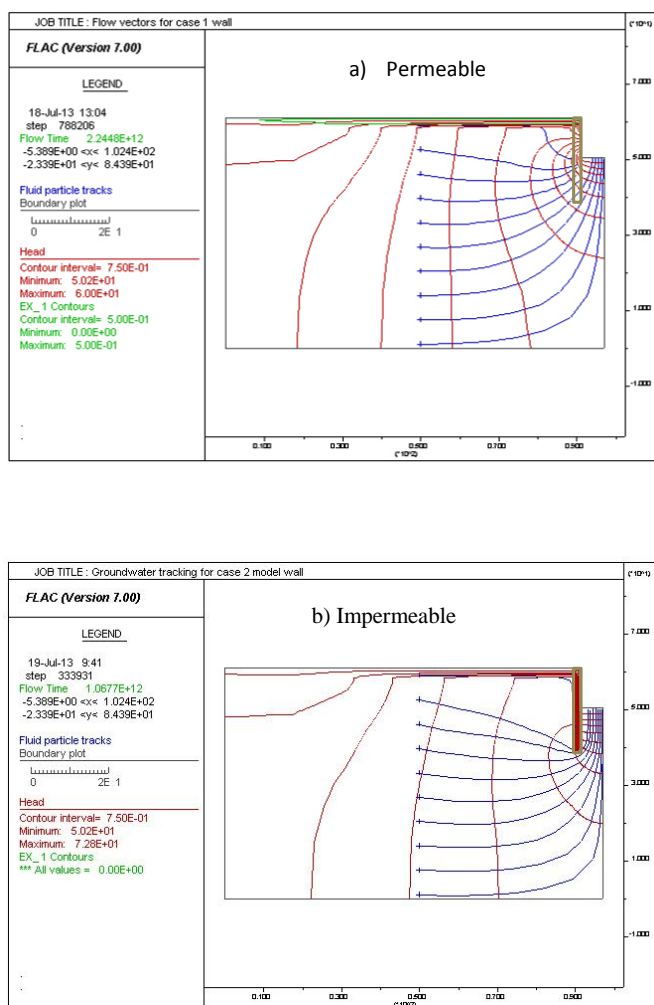 JOB TITLE : Flow vectors for case 1 wall
(*10^1)
FLAC (Version 7.00)
LEGEND
18-Jul-13 13:04
step 788206
Flow Time 2.2448E+12
-5.389E+00 <x< 1.024E+02
-2.339E+01 <y< 8.439E+01
Fluid particle tracks
Boundary plot
0 2E 1
Head
Contour interval= 7.50E-01
Minimum: 5.02E+01
Maximum: 6.00E+01
EX_1 Contours
Contour interval= 5.00E-01
Minimum: 0.00E+00
Maximum: 5.00E-01
a) Permeable
7.000
5.000
3.000
1.000
-1.000
0.100 0.300 0.500 0.700 0.900
(*10^2)
JOB TITLE : Groundwater tracking for case 2 model wall
(*10^1)
FLAC (Version 7.00)
LEGEND
19-Jul-13 9:41
step 333931
Flow Time 1.0677E+12
-5.389E+00 <x< 1.024E+02
-2.339E+01 <y< 8.439E+01
Fluid particle tracks
Boundary plot
0 2E 1
Head
Contour interval= 7.50E-01
Minimum: 5.02E+01
Maximum: 7.28E+01
EX_1 Contours
*** All values = 0.00E+00
b) Impermeable
7.000
5.000
3.000
1.000
-1.000
0.100 0.300 0.500 0.700 0.900
(*10^2)